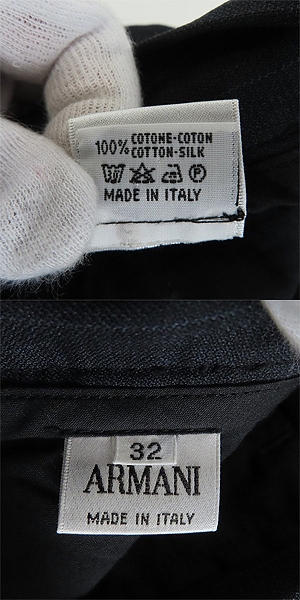 100% COTONE-COTON
COTTON-SILK
MADE IN ITALY
32
ARMANI
MADE IN ITALY